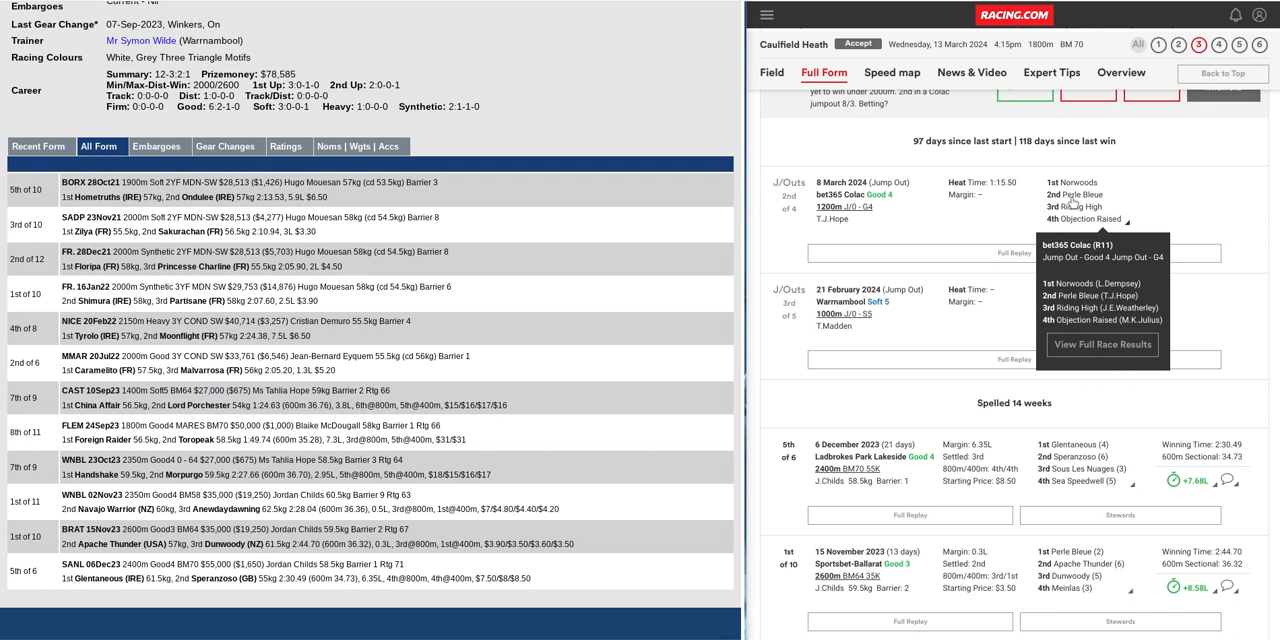 Embargoes Current - Nil
Last Gear Change* 07-Sep-2023, Winkers, On
Trainer Mr Symon Wilde (Warrnambool)
Racing Colours White, Grey Three Triangle Motifs
Career
Summary: 12-3:2:1 Prizemoney: $78,585
Min/Max-Dist-Win: 2000/2600 1st Up: 3:0-1-0 2nd Up: 2:0-0-1
Track: 0:0-0-0 Dist: 1:0-0-0 Track/Dist: 0:0-0-0
Firm: 0:0-0-0 Good: 6:2-1-0 Soft: 3:0-0-1 Heavy: 1:0-0-0 Synthetic: 2:1-1-0
Recent Form All Form Embargoes Gear Changes Ratings Noms | Wgts | Accs
5th of 10 BORX 28Oct21 1900m Soft 2YF MDN-SW $28,513 ($1,426) Hugo Mouesan 57kg (cd 53.5kg) Barrier 3
1st Hometruths (IRE) 57kg, 2nd Ondulee (IRE) 57kg 2:13.53, 5.9L $6.50
3rd of 10 SADP 23Nov21 2000m Soft 2YF MDN-SW $28,513 ($4,277) Hugo Mouesan 58kg (cd 54.5kg) Barrier 8
1st Zilya (FR) 55.5kg, 2nd Sakurachan (FR) 56.5kg 2:10.94, 3L $3.30
2nd of 12 FR. 28Dec21 2000m Synthetic 2YF MDN-SW $28,513 ($5,703) Hugo Mouesan 58kg (cd 54.5kg) Barrier 8
1st Floripa (FR) 58kg, 3rd Princesse Charline (FR) 55.5kg 2:05.90, 2L $4.50
1st of 10 FR. 16Jan22 2000m Synthetic 3YF MDN-SW $29,753 ($14,876) Hugo Mouesan 58kg (cd 54.5kg) Barrier 6
2nd Shimura (IRE) 58kg, 3rd Partisane (FR) 58kg 2:07.60, 2.5L $3.90
4th of 8 NICE 20Feb22 2150m Heavy 3Y COND SW $40,714 ($3,257) Cristian Demuro 55.5kg Barrier 4
1st Tyrolo (IRE) 57kg, 2nd Moonflight (FR) 57kg 2:24.38, 7.5L $6.50
2nd of 6 MMAR 20Jul22 2000m Good 3Y COND SW $33,761 ($6,546) Jean-Bernard Eyquem 55.5kg (cd 56kg) Barrier 1
1st Caramelito (FR) 57.5kg, 3rd Malvarrosa (FR) 56kg 2:05.20, 1.3L $5.20
7th of 9 CAST 10Sep23 1400m Soft5 BM64 $27,000 ($675) Ms Tahlia Hope 59kg Barrier 2 Rtg 66
1st China Affair 56.5kg, 2nd Lord Porchester 54kg 1:24.63 (600m 36.76), 3.8L, 6th@800m, 5th@400m, $15/$16/$17/$16
8th of 11 FLEM 24Sep23 1800m Good4 MARES BM70 $50,000 ($1,000) Blaike McDougall 58kg Barrier 1 Rtg 66
1st Foreign Raider 56.5kg, 2nd Toropeak 58.5kg 1:49.74 (600m 35.28), 7.3L, 3rd@800m, 5th@400m, $31/$31
7th of 9 WNBL 23Oct23 2350m Good4 0 - 64 $27,000 ($675) Ms Tahlia Hope 58.5kg Barrier 3 Rtg 64
1st Handshake 59.5kg, 2nd Morpurgo 59.5kg 2:27.66 (600m 36.70), 2.95L, 5th@800m, 5th@400m, $18/$15/$16/$17
1st of 11 WNBL 02Nov23 2350m Good4 BM58 $35,000 ($19,250) Jordan Childs 60.5kg Barrier 9 Rtg 63
2nd Navajo Warrior (NZ) 60kg, 3rd Anewdaydawning 62.5kg 2:28.04 (600m 36.36), 0.5L, 3rd@800m, 1st@400m, $7/$4.80/$4.40/$4.20
1st of 10 BRAT 15Nov23 2600m Good3 BM64 $35,000 ($19,250) Jordan Childs 59.5kg Barrier 2 Rtg 67
2nd Apache Thunder (USA) 57kg, 3rd Dunwoody (NZ) 61.5kg 2:44.70 (600m 36.32), 0.3L, 3rd@800m, 1st@400m, $3.90/$3.50/$3.60/$3.50
5th of 6 SANL 06Dec23 2400m Good4 BM70 $55,000 ($1,650) Jordan Childs 58.5kg Barrier 1 Rtg 71
1st Glentaneous (IRE) 61.5kg, 2nd Speranzoso (GB) 55kg 2:30.49 (600m 34.73), 6.35L, 4th@800m, 4th@400m, $7.50/$8/$8.50
RACING.COM
Caulfield Heath Accept Wednesday, 13 March 2024 4:15pm 1800m BM 70 All 1 2 3 4 5 6
Field Full Form Speed map News & Video Expert Tips Overview Back to Top
yet to win under 2000m. 2nd in a Colac
jumpout 8/3. Betting?
97 days since last start | 118 days since last win
J/Outs 8 March 2024 (Jump Out) Heat Time: 1:15.50 1st Norwoods
2nd bet365 Colac Good 4 Margin: – 2nd Perle Bleue
of 4 1200m J/0 - G4 3rd Riding High
T.J.Hope 4th Objection Raised
Full Replay
bet365 Colac (R11)
Jump Out - Good 4 Jump Out - G4
1st Norwoods (L.Dempsey)
2nd Perle Bleue (T.J.Hope)
3rd Riding High (J.E.Weatherley)
4th Objection Raised (M.K.Julius)
View Full Race Results
J/Outs 21 February 2024 (Jump Out) Heat Time: –
3rd Warrnambool Soft 5 Margin: –
of 5 1000m J/0 - S5
T.Madden
Full Replay
Spelled 14 weeks
5th 6 December 2023 (21 days) Margin: 6.35L 1st Glentaneous (4) Winning Time: 2:30.49
of 6 Ladbrokes Park Lakeside Good 4 Settled: 3rd 2nd Speranzoso (6) 600m Sectional: 34.73
2400m BM70 55K 800m/400m: 4th/4th 3rd Sous Les Nuages (3)
J.Childs 58.5kg Barrier: 1 Starting Price: $8.50 4th Sea Speedwell (5) +7.68L
Full Replay Stewards
1st 15 November 2023 (13 days) Margin: 0.3L 1st Perle Bleue (2) Winning Time: 2:44.70
of 10 Sportsbet-Ballarat Good 3 Settled: 2nd 2nd Apache Thunder (6) 600m Sectional: 36.32
2600m BM64 35K 800m/400m: 3rd/1st 3rd Dunwoody (5)
J.Childs 59.5kg Barrier: 2 Starting Price: $3.50 4th Meinlas (3) +8.58L
Full Replay Stewards